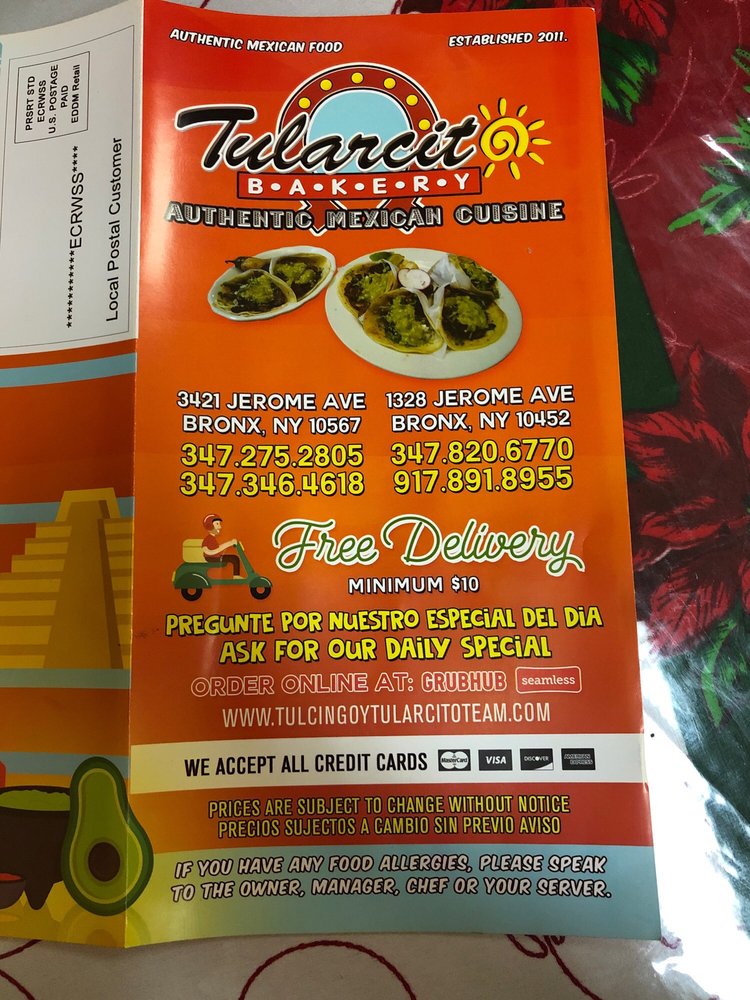 PRSRT STD
ECRWSS
U.S. POSTAGE
PAID
EDDM Retail
************ECRWSS****
Local Postal Customer
AUTHENTIC MEXICAN FOOD
ESTABLISHED 2011.
Tularcito
B•A•K•E•R•Y
AUTHENTIC MEXICAN CUISINE
3421 JEROME AVE
BRONX, NY 10567
347.275.2805
347.346.4618
1328 JEROME AVE
BRONX, NY 10452
347.820.6770
917.891.8955
Free Delivery
MINIMUM $10
PREGUNTE POR NUESTRO ESPECIAL DEL DiA
ASK FOR OUR DAILY SPECIAL
ORDER ONLINE AT: GRUBHUB seamless
WWW.TULCINGOYTULARCITOTEAM.COM
WE ACCEPT ALL CREDIT CARDS MasterCard VISA DISCOVER AMERICAN EXPRESS
PRICES ARE SUBJECT TO CHANGE WITHOUT NOTICE
PRECIOS SUJECTOS A CAMBIO SIN PREVIO AVISO
IF YOU HAVE ANY FOOD ALLERGIES, PLEASE SPEAK
TO THE OWNER, MANAGER, CHEF OR YOUR SERVER.